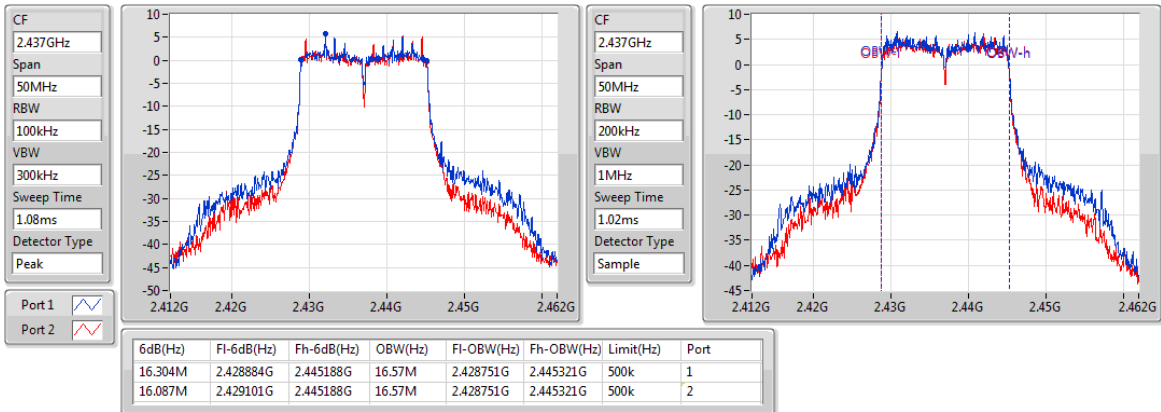 CF
2.437GHz
Span
50MHz
RBW
100kHz
VBW
300kHz
Sweep Time
1.08ms
Detector Type
Peak
Port 1
Port 2
10
5
0
-5
-10
-15
-20
-25
-30
-35
-40
-45
-50
2.412G 2.42G 2.43G 2.44G 2.45G 2.462G
CF
2.437GHz
Span
50MHz
RBW
200kHz
VBW
1MHz
Sweep Time
1.02ms
Detector Type
Sample
10
5
0
-5
-10
-15
-20
-25
-30
-35
-40
-45
OBW-l OBW-h
2.412G 2.42G 2.43G 2.44G 2.45G 2.462G
6dB(Hz) Fl-6dB(Hz) Fh-6dB(Hz) OBW(Hz) Fl-OBW(Hz) Fh-OBW(Hz) Limit(Hz) Port
16.304M 2.428884G 2.445188G 16.57M 2.428751G 2.445321G 500k 1
16.087M 2.429101G 2.445188G 16.57M 2.428751G 2.445321G 500k 2